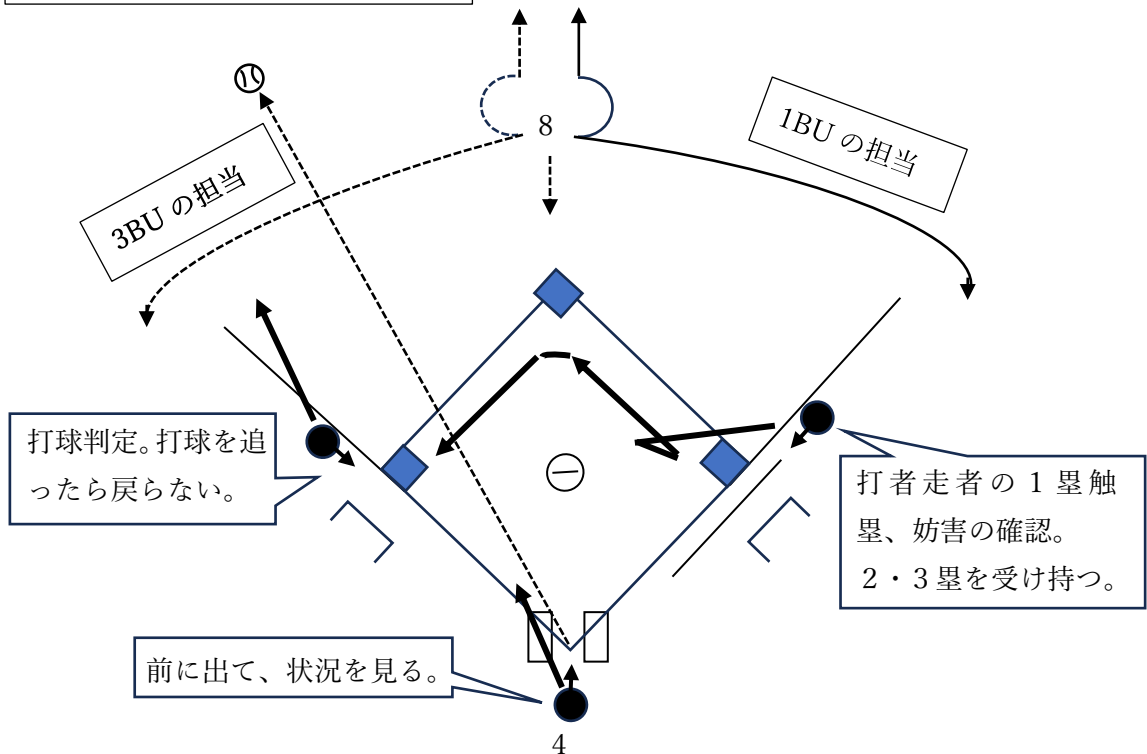 8
1BU の担当
3BU の担当
打球判定。打球を追
ったら戻らない。
打者走者の1塁触
塁、妨害の確認。
２・３塁を受け持つ。
前に出て、状況を見る。
4